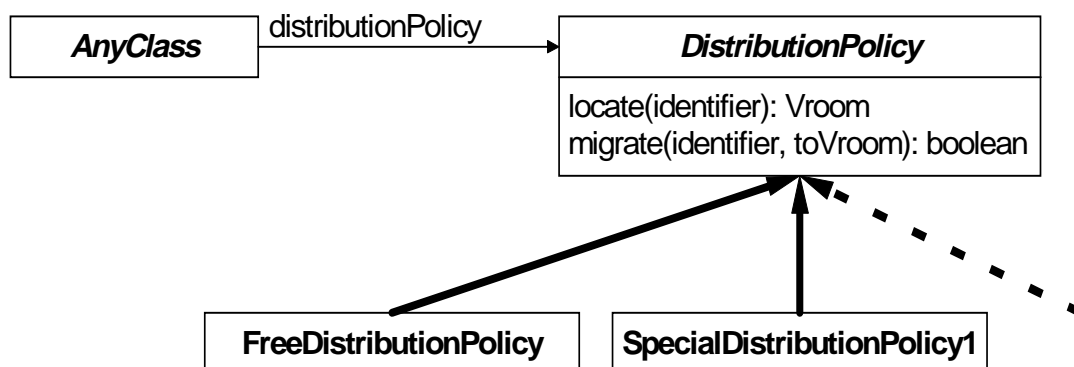 AnyClass
distributionPolicy
DistributionPolicy
locate(identifier): Vroom
migrate(identifier, toVroom): boolean
FreeDistributionPolicy
SpecialDistributionPolicy1